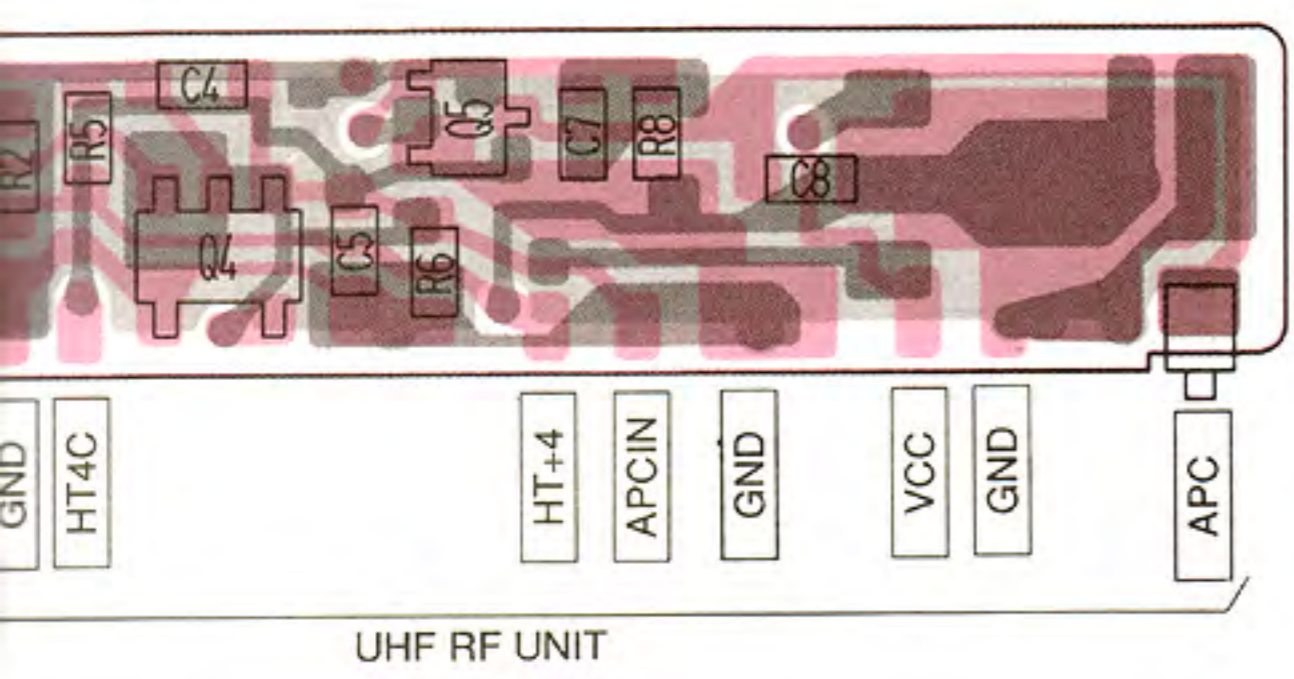 C4
Q5
C7
R8
R5
R2
C8
Q4
C5
R6
GND
HT4C
HT+4
APCIN
GND
VCC
GND
APC
UHF RF UNIT